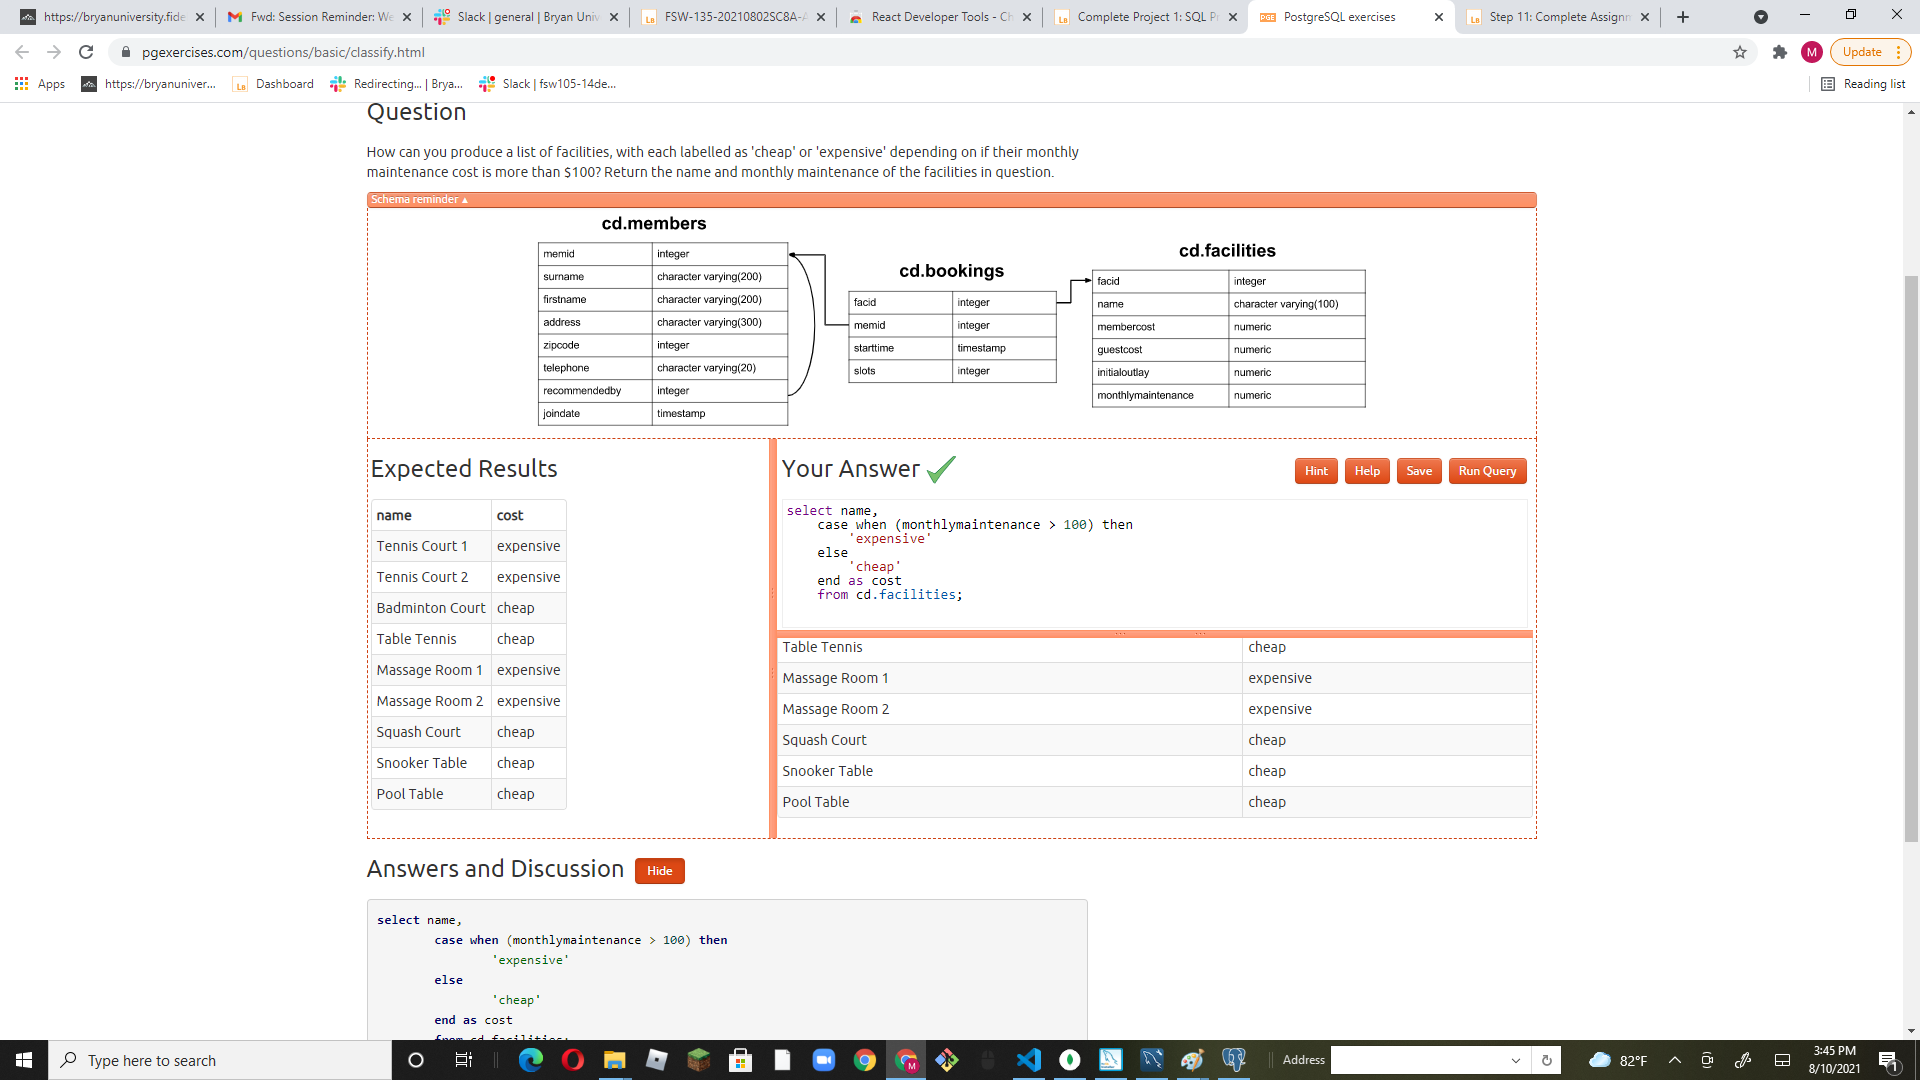 https://bryanuniversity.fide
Fwd: Session Reminder: We
Slack | general | Bryan Univ
FSW-135-20210802SC8A-A
React Developer Tools - Ch
Complete Project 1: SQL P
PostgreSQL exercises
Step 11: Complete Assignm
pgexercises.com/questions/basic/classify.html
M
Update
Apps
https://bryanuniver...
Dashboard
Redirecting... | Brya...
Slack | fsw105-14de...
Reading list
Question
How can you produce a list of facilities, with each labelled as 'cheap' or 'expensive' depending on if their monthly
maintenance cost is more than $100? Return the name and monthly maintenance of the facilities in question.
Schema reminder ▲
cd.members
memid integer
surname character varying(200)
firstname character varying(200)
address character varying(300)
zipcode integer
telephone character varying(20)
recommendedby integer
joindate timestamp
cd.bookings
facid integer
memid integer
starttime timestamp
slots integer
cd.facilities
facid integer
name character varying(100)
membercost numeric
guestcost numeric
initialoutlay numeric
monthlymaintenance numeric
Expected Results
name cost
Tennis Court 1 expensive
Tennis Court 2 expensive
Badminton Court cheap
Table Tennis cheap
Massage Room 1 expensive
Massage Room 2 expensive
Squash Court cheap
Snooker Table cheap
Pool Table cheap
Your Answer
Hint
Help
Save
Run Query
select name,
case when (monthlymaintenance > 100) then
'expensive'
else
'cheap'
end as cost
from cd.facilities;
Table Tennis cheap
Massage Room 1 expensive
Massage Room 2 expensive
Squash Court cheap
Snooker Table cheap
Pool Table cheap
Answers and Discussion
Hide
select name,
case when (monthlymaintenance > 100) then
'expensive'
else
'cheap'
end as cost
from cd.facilities;
Type here to search
Address
82°F
3:45 PM
8/10/2021
1